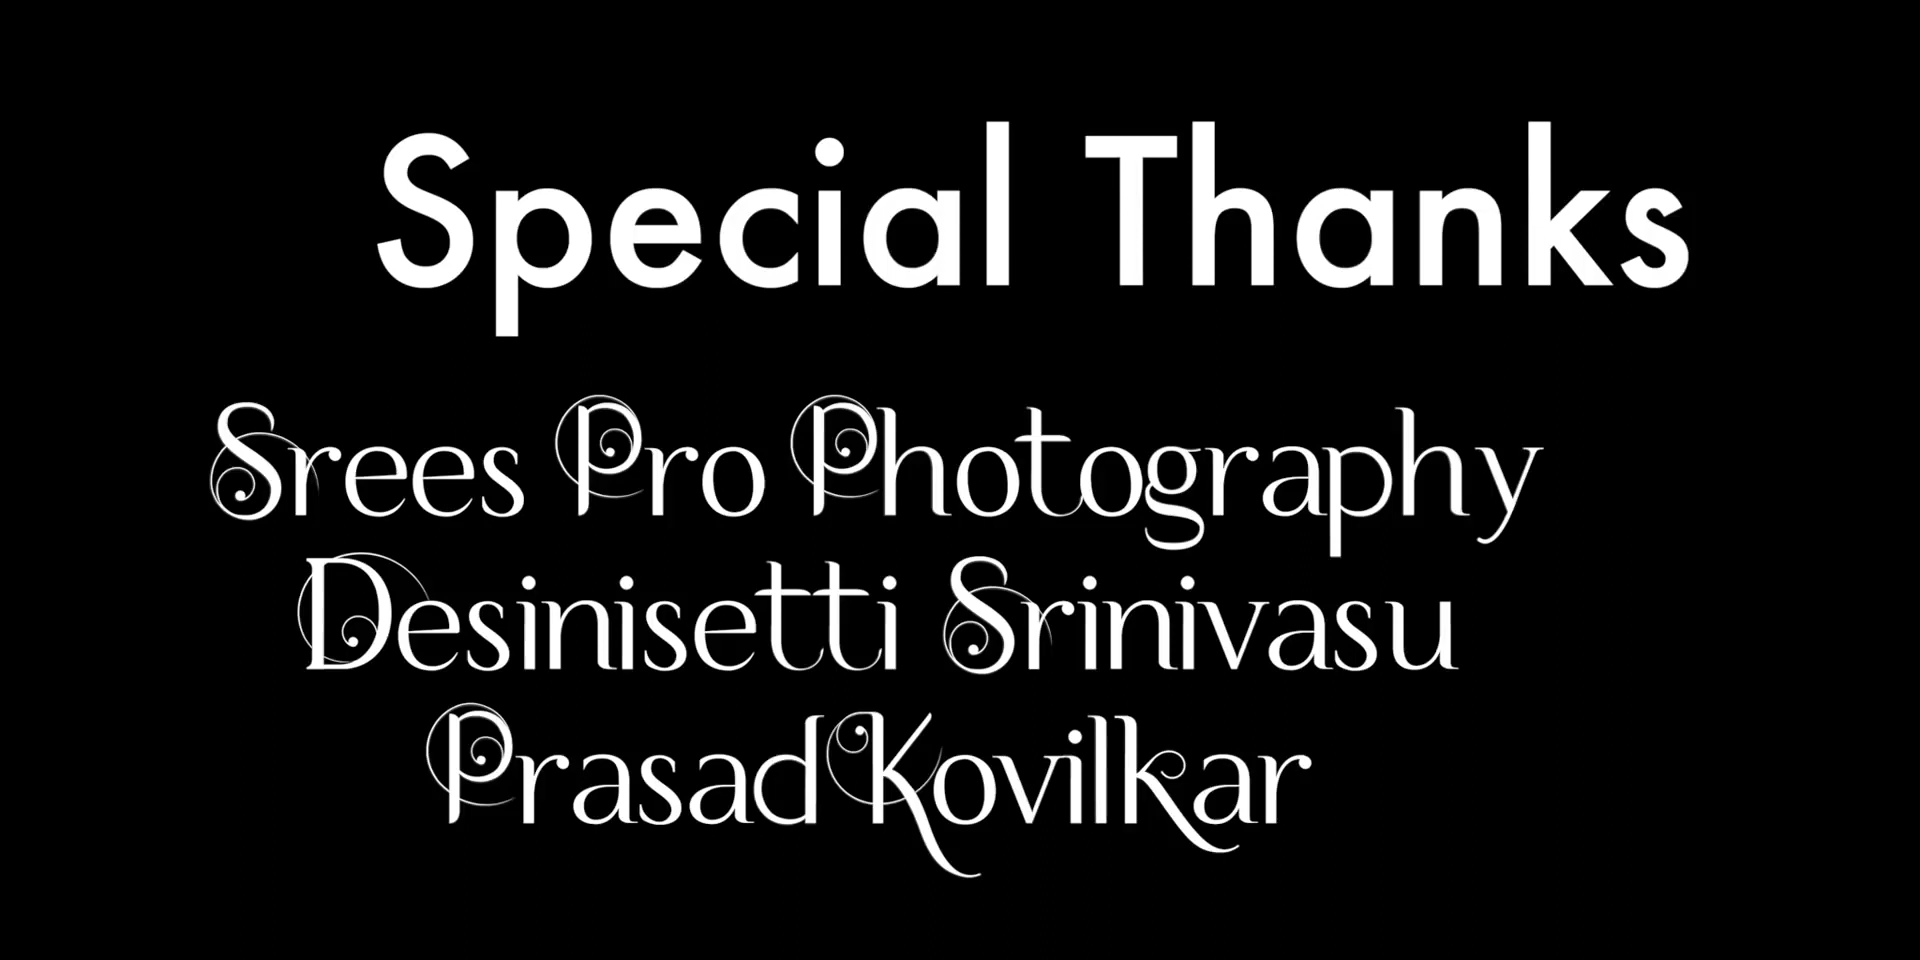 Special Thanks
Srees Pro Photography
Desinisetti Srinivasu
Prasad Kovilkar